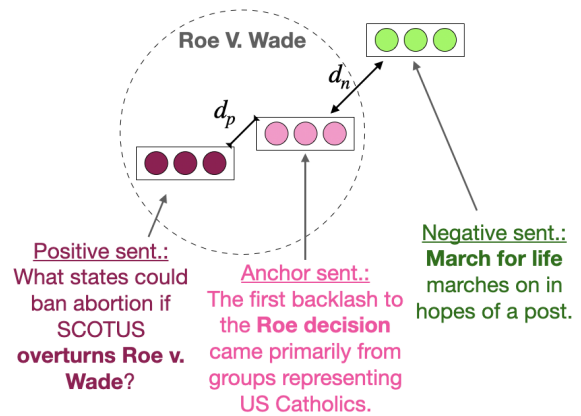 Roe V. Wade
dn
dp
Positive sent.:
What states could
ban abortion if
SCOTUS
overturns Roe v.
Wade?
Anchor sent.:
The first backlash to
the Roe decision
came primarily from
groups representing
US Catholics.
Negative sent.:
March for life
marches on in
hopes of a post.